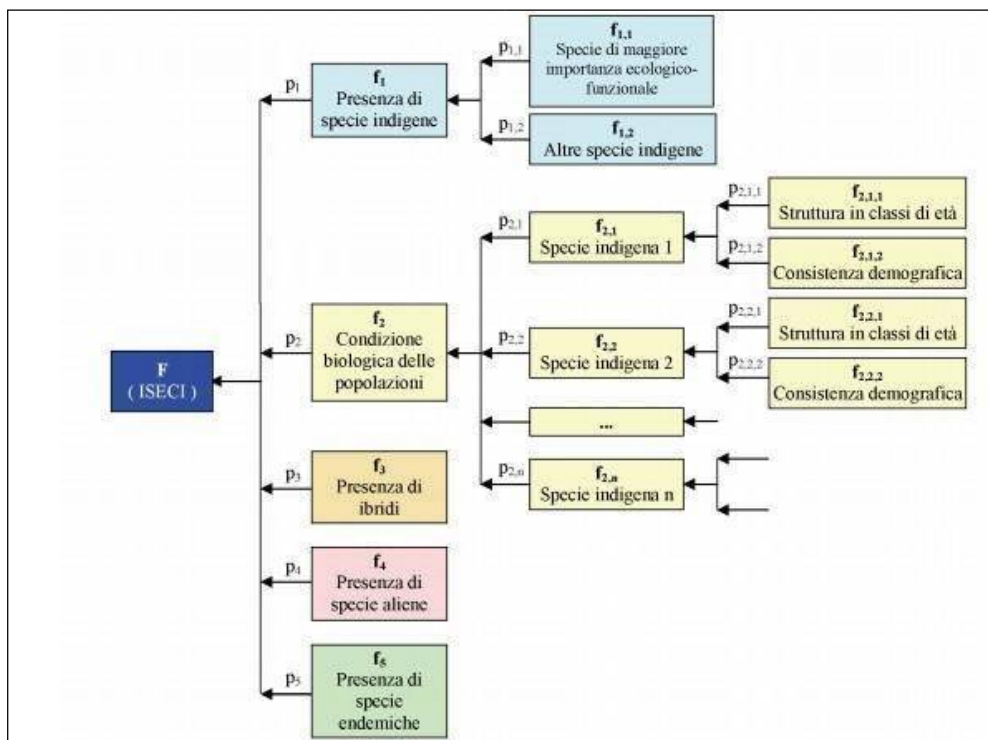 F
( ISECI )
p1
f1
Presenza di
specie indigene
p1,1
f1,1
Specie di maggiore
importanza ecologico-
funzionale
p1,2
f1,2
Altre specie indigene
p2
f2
Condizione
biologica delle
popolazioni
p2,1
f2,1
Specie indigena 1
p2,1,1
f2,1,1
Struttura in classi di età
p2,1,2
f2,1,2
Consistenza demografica
p2,2
f2,2
Specie indigena 2
p2,2,1
f2,2,1
Struttura in classi di età
p2,2,2
f2,2,2
Consistenza demografica
...
p2,n
f2,n
Specie indigena n
p3
f3
Presenza di
ibridi
p4
f4
Presenza di
specie aliene
p5
f5
Presenza di
specie
endemiche